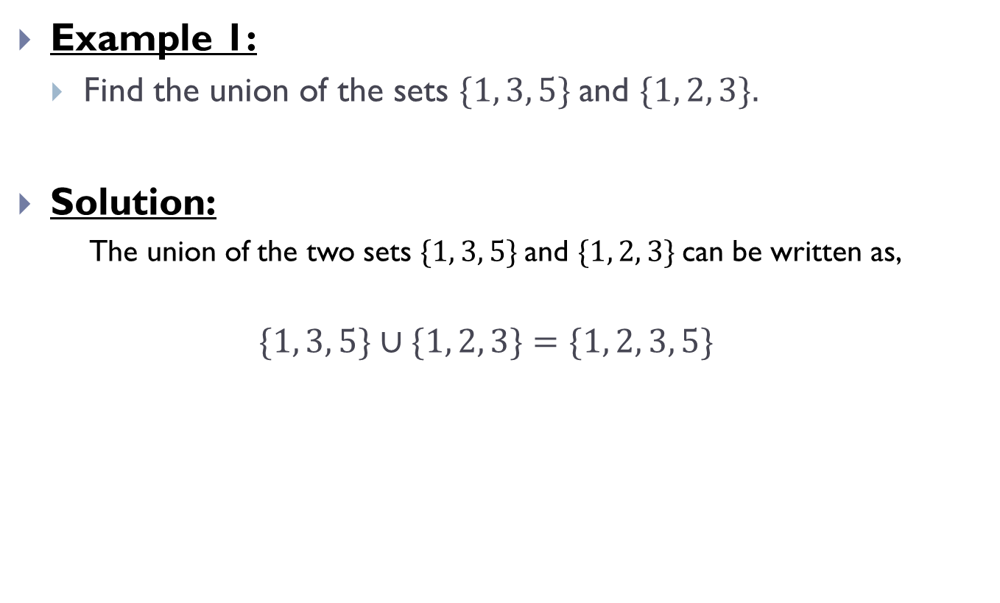 Example 1:
Find the union of the sets {1, 3, 5} and {1, 2, 3}.
Solution:
The union of the two sets {1, 3, 5} and {1, 2, 3} can be written as,
{1, 3, 5} ∪ {1, 2, 3} = {1, 2, 3, 5}